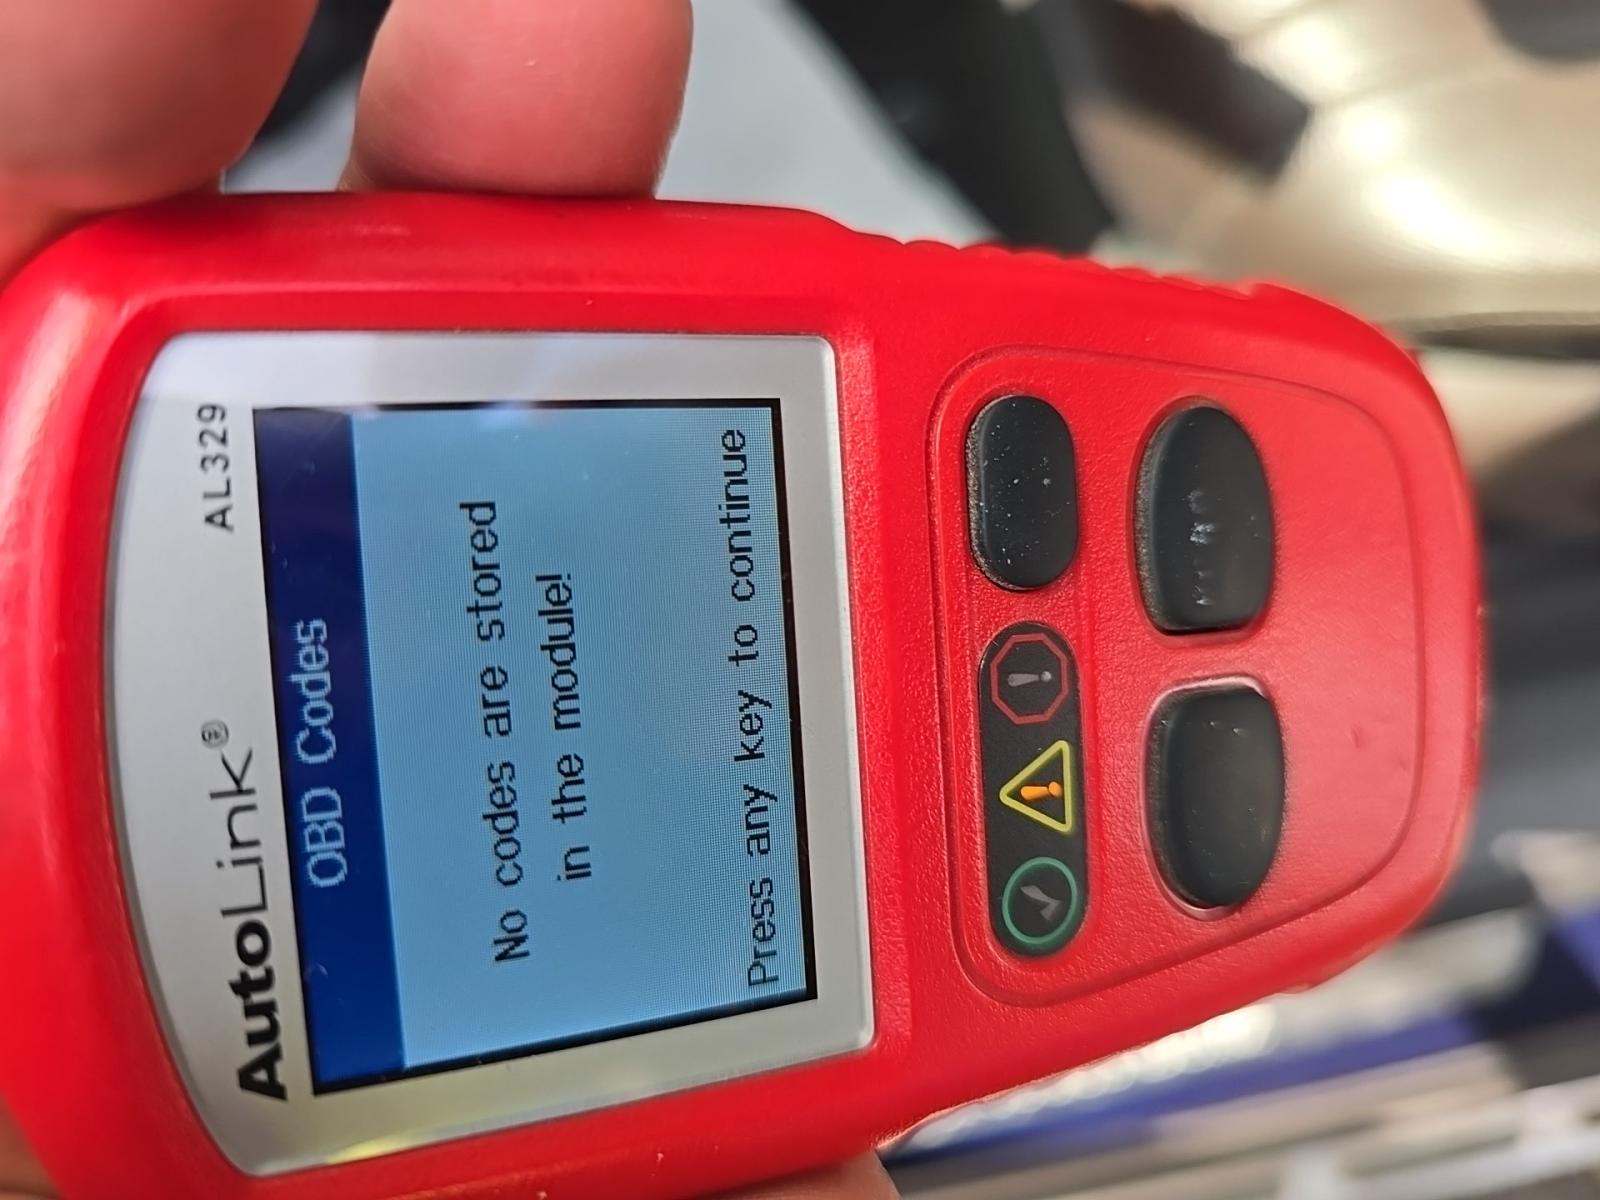 AutoLink®
AL329
OBD Codes
No codes are stored
in the module!
Press any key to continue